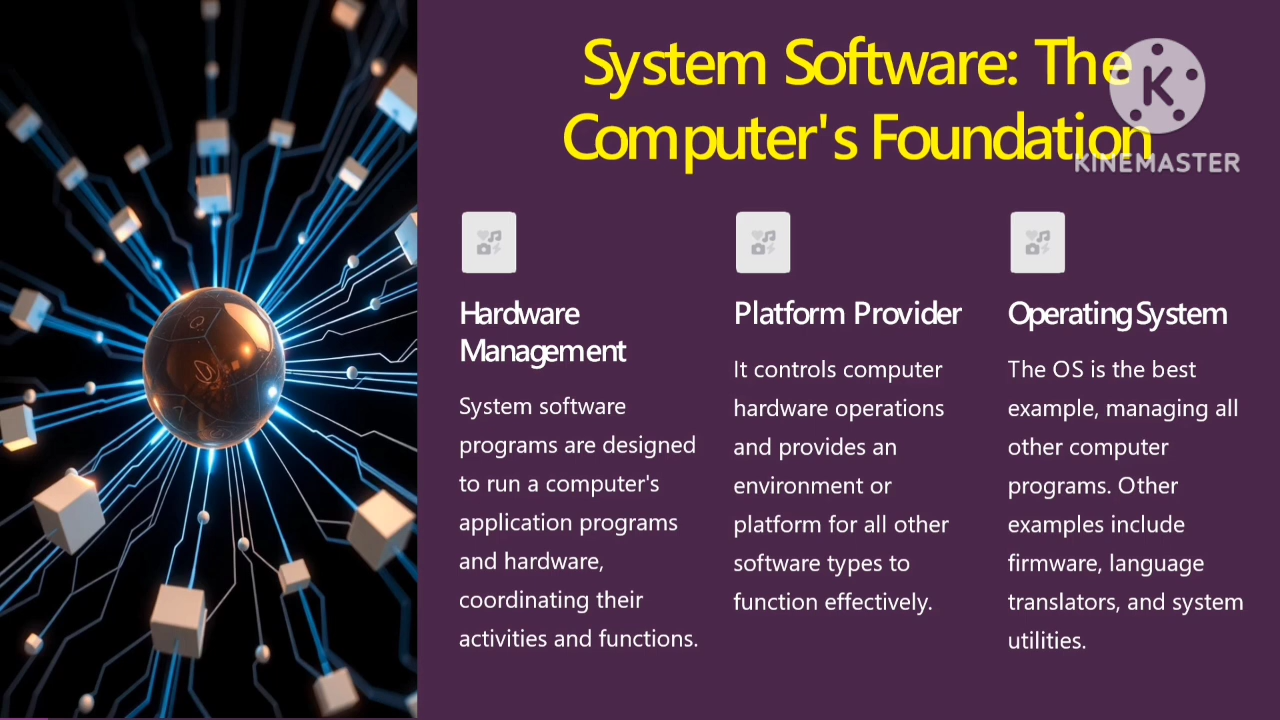 System Software: The
Computer's Foundation
K
KINEMASTER
Hardware
Management
System software
programs are designed
to run a computer's
application programs
and hardware,
coordinating their
activities and functions.
Platform Provider
It controls computer
hardware operations
and provides an
environment or
platform for all other
software types to
function effectively.
Operating System
The OS is the best
example, managing all
other computer
programs. Other
examples include
firmware, language
translators, and system
utilities.